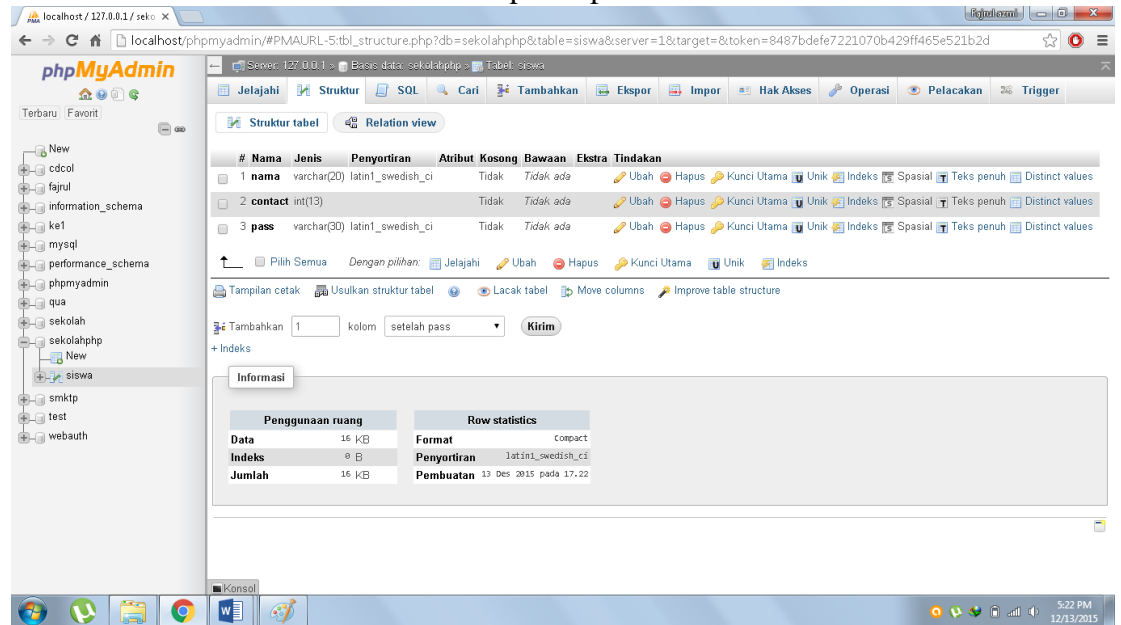 localhost / 127.0.0.1 / seko
Fajrul azmi
localhost/phpmyadmin/#PMAURL-5:tbl_structure.php?db=sekolahphp&table=siswa&server=1&target=&token=8487bdefe7221070b429ff465e521b2d
phpMyAdmin
Terbaru Favorit
New
cdcol
fajrul
information_schema
ke1
mysql
performance_schema
phpmyadmin
qua
sekolah
sekolahphp
New
siswa
smktp
test
webauth
Server: 127.0.0.1 » Basis data: sekolahphp » Tabel: siswa
Jelajahi Struktur SQL Cari Tambahkan Ekspor Impor Hak Akses Operasi Pelacakan Trigger
Struktur tabel Relation view
# Nama Jenis Penyortiran Atribut Kosong Bawaan Ekstra Tindakan
1 nama varchar(20) latin1_swedish_ci Tidak Tidak ada Ubah Hapus Kunci Utama Unik Indeks Spasial Teks penuh Distinct values
2 contact int(13) Tidak Tidak ada Ubah Hapus Kunci Utama Unik Indeks Spasial Teks penuh Distinct values
3 pass varchar(30) latin1_swedish_ci Tidak Tidak ada Ubah Hapus Kunci Utama Unik Indeks Spasial Teks penuh Distinct values
Pilih Semua Dengan pilihan: Jelajahi Ubah Hapus Kunci Utama Unik Indeks
Tampilan cetak Usulkan struktur tabel Lacak tabel Move columns Improve table structure
Tambahkan 1 kolom setelah pass Kirim
+ Indeks
Informasi
Penggunaan ruang
Data 16 KB
Indeks 0 B
Jumlah 16 KB
Row statistics
Format Compact
Penyortiran latin1_swedish_ci
Pembuatan 13 Des 2015 pada 17.22
Konsol
5:22 PM
12/13/2015